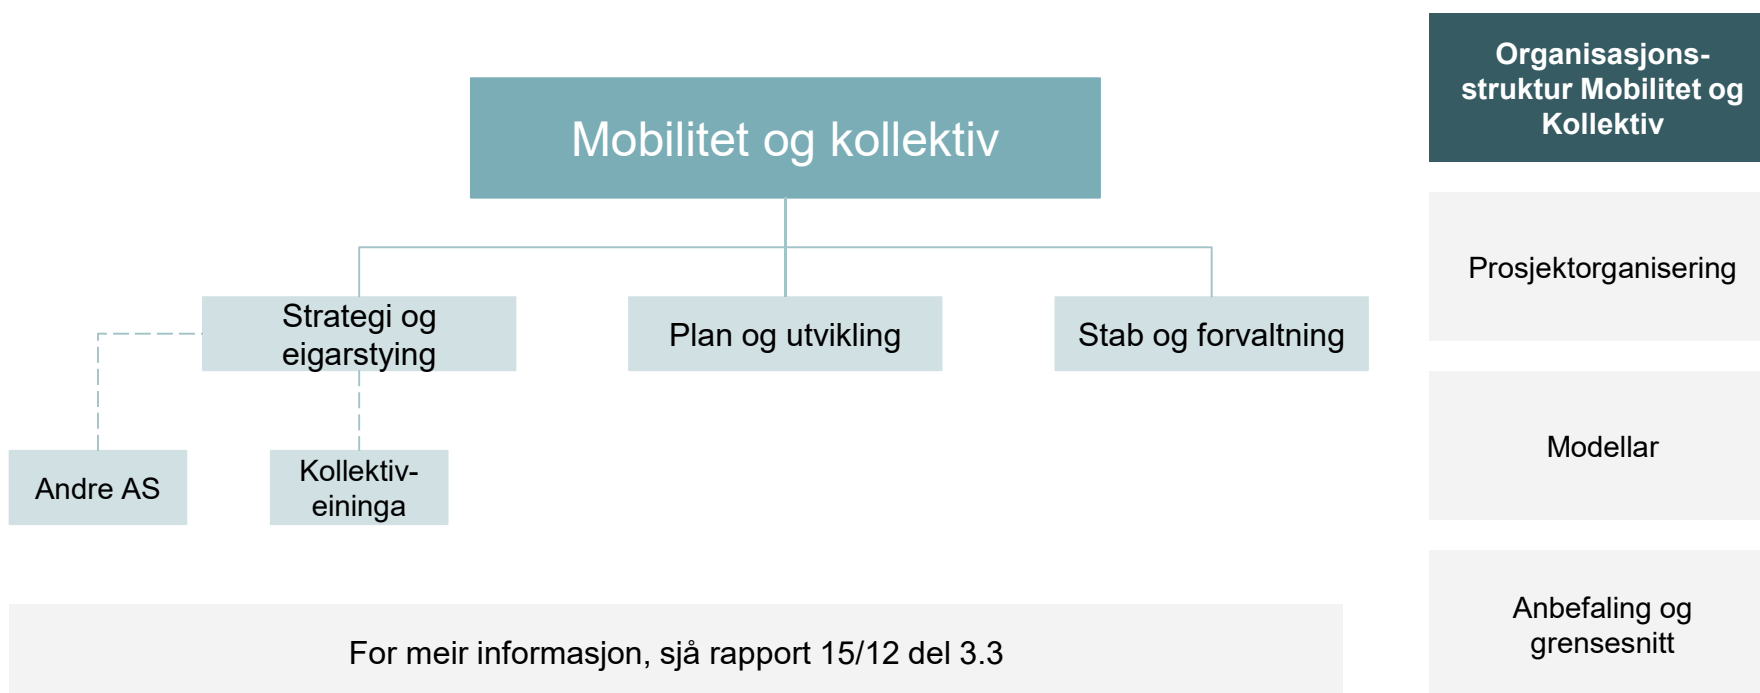 Mobilitet og kollektiv
Strategi og
eigarstying
Plan og utvikling
Stab og forvaltning
Andre AS
Kollektiv-
eininga
For meir informasjon, sjå rapport 15/12 del 3.3
Organisasjons-
struktur Mobilitet og
Kollektiv
Prosjektorganisering
Modellar
Anbefaling og
grensesnitt